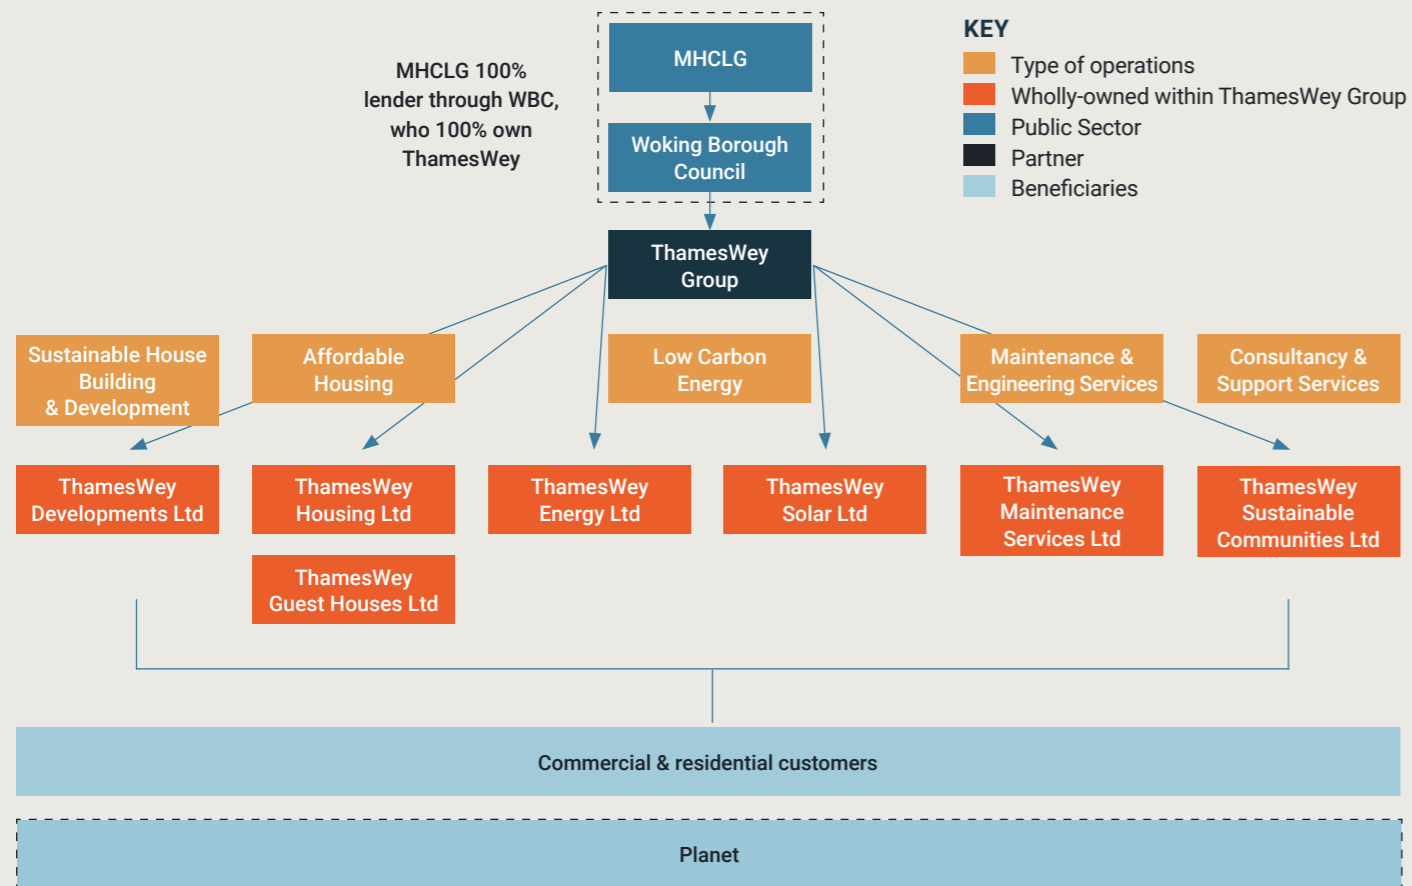 MHCLG
MHCLG 100%
lender through WBC,
who 100% own
ThamesWey
Woking Borough
Council
KEY
Type of operations
Wholly-owned within ThamesWey Group
Public Sector
Partner
Beneficiaries
ThamesWey
Group
Sustainable House
Building
& Development
Affordable
Housing
Low Carbon
Energy
Maintenance &
Engineering Services
Consultancy &
Support Services
ThamesWey
Developments Ltd
ThamesWey
Housing Ltd
ThamesWey
Energy Ltd
ThamesWey
Solar Ltd
ThamesWey
Maintenance
Services Ltd
ThamesWey
Sustainable
Communities Ltd
ThamesWey
Guest Houses Ltd
Commercial & residential customers
Planet